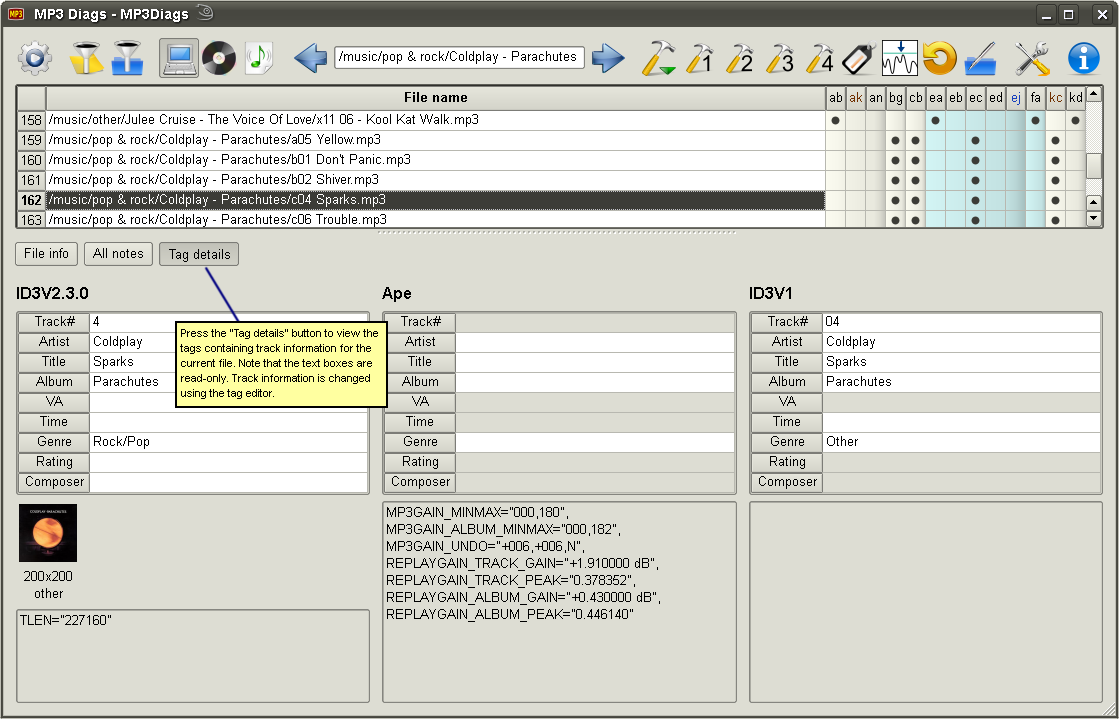 MP3 MP3 Diags - MP3Diags
/music/pop & rock/Coldplay - Parachutes 1 2 3 4
File name ab ak an bg cb ea eb ec ed ej fa kc kd
158 /music/other/Julee Cruise - The Voice Of Love/x11 06 - Kool Kat Walk.mp3
159 /music/pop & rock/Coldplay - Parachutes/a05 Yellow.mp3
160 /music/pop & rock/Coldplay - Parachutes/b01 Don't Panic.mp3
161 /music/pop & rock/Coldplay - Parachutes/b02 Shiver.mp3
162 /music/pop & rock/Coldplay - Parachutes/c04 Sparks.mp3
163 /music/pop & rock/Coldplay - Parachutes/c06 Trouble.mp3
File info All notes Tag details
ID3V2.3.0
Track# 4
Artist Coldplay
Title Sparks
Album Parachutes
VA
Time
Genre Rock/Pop
Rating
Composer
Press the "Tag details" button to view the
tags containing track information for the
current file. Note that the text boxes are
read-only. Track information is changed
using the tag editor.
COLDPLAY PARACHUTES
200x200
other
TLEN="227160"
Ape
Track#
Artist
Title
Album
VA
Time
Genre
Rating
Composer
MP3GAIN_MINMAX="000,180",
MP3GAIN_ALBUM_MINMAX="000,182",
MP3GAIN_UNDO="+006,+006,N",
REPLAYGAIN_TRACK_GAIN="+1.910000 dB",
REPLAYGAIN_TRACK_PEAK="0.378352",
REPLAYGAIN_ALBUM_GAIN="+0.430000 dB",
REPLAYGAIN_ALBUM_PEAK="0.446140"
ID3V1
Track# 04
Artist Coldplay
Title Sparks
Album Parachutes
VA
Time
Genre Other
Rating
Composer